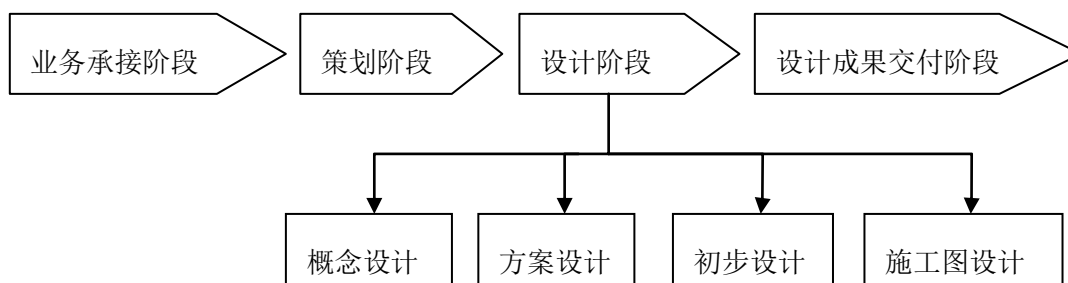 业务承接阶段
策划阶段
设计阶段
设计成果交付阶段
概念设计
方案设计
初步设计
施工图设计